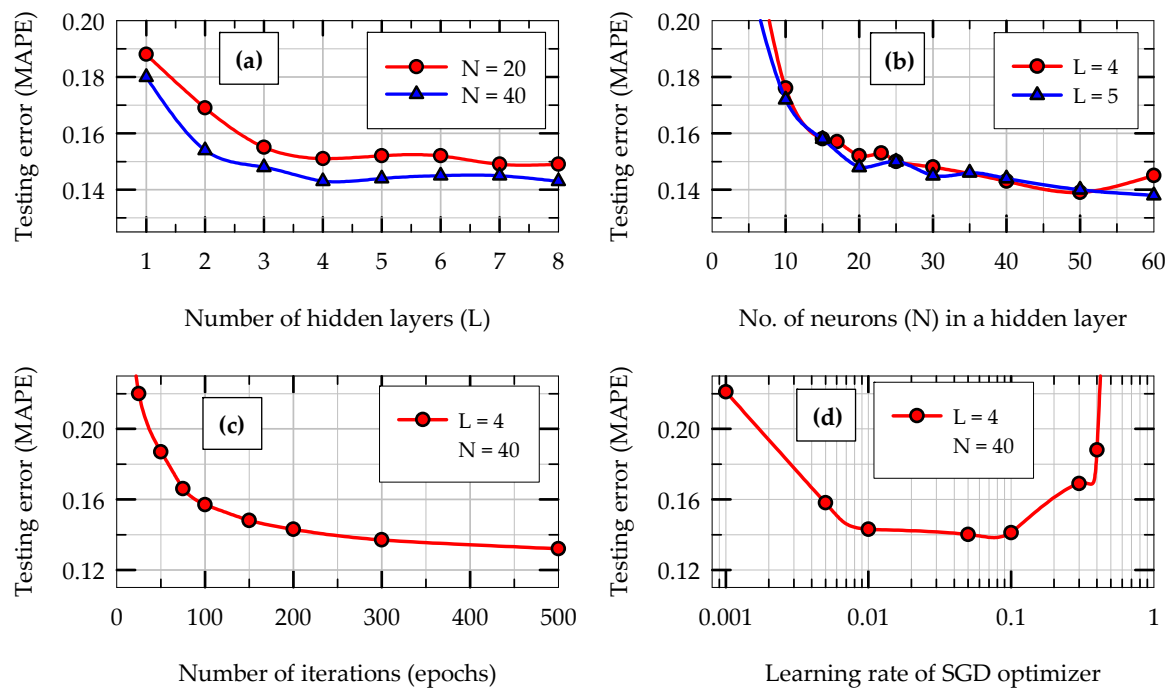 Testing error (MAPE)
0.20
0.18
0.16
0.14
(a)
N = 20
N = 40
1 2 3 4 5 6 7 8
Number of hidden layers (L)
Testing error (MAPE)
0.20
0.18
0.16
0.14
(b)
L = 4
L = 5
0 10 20 30 40 50 60
No. of neurons (N) in a hidden layer
Testing error (MAPE)
0.20
0.16
0.12
(c)
L = 4
N = 40
0 100 200 300 400 500
Number of iterations (epochs)
Testing error (MAPE)
0.20
0.16
0.12
(d)
L = 4
N = 40
0.001 0.01 0.1 1
Learning rate of SGD optimizer